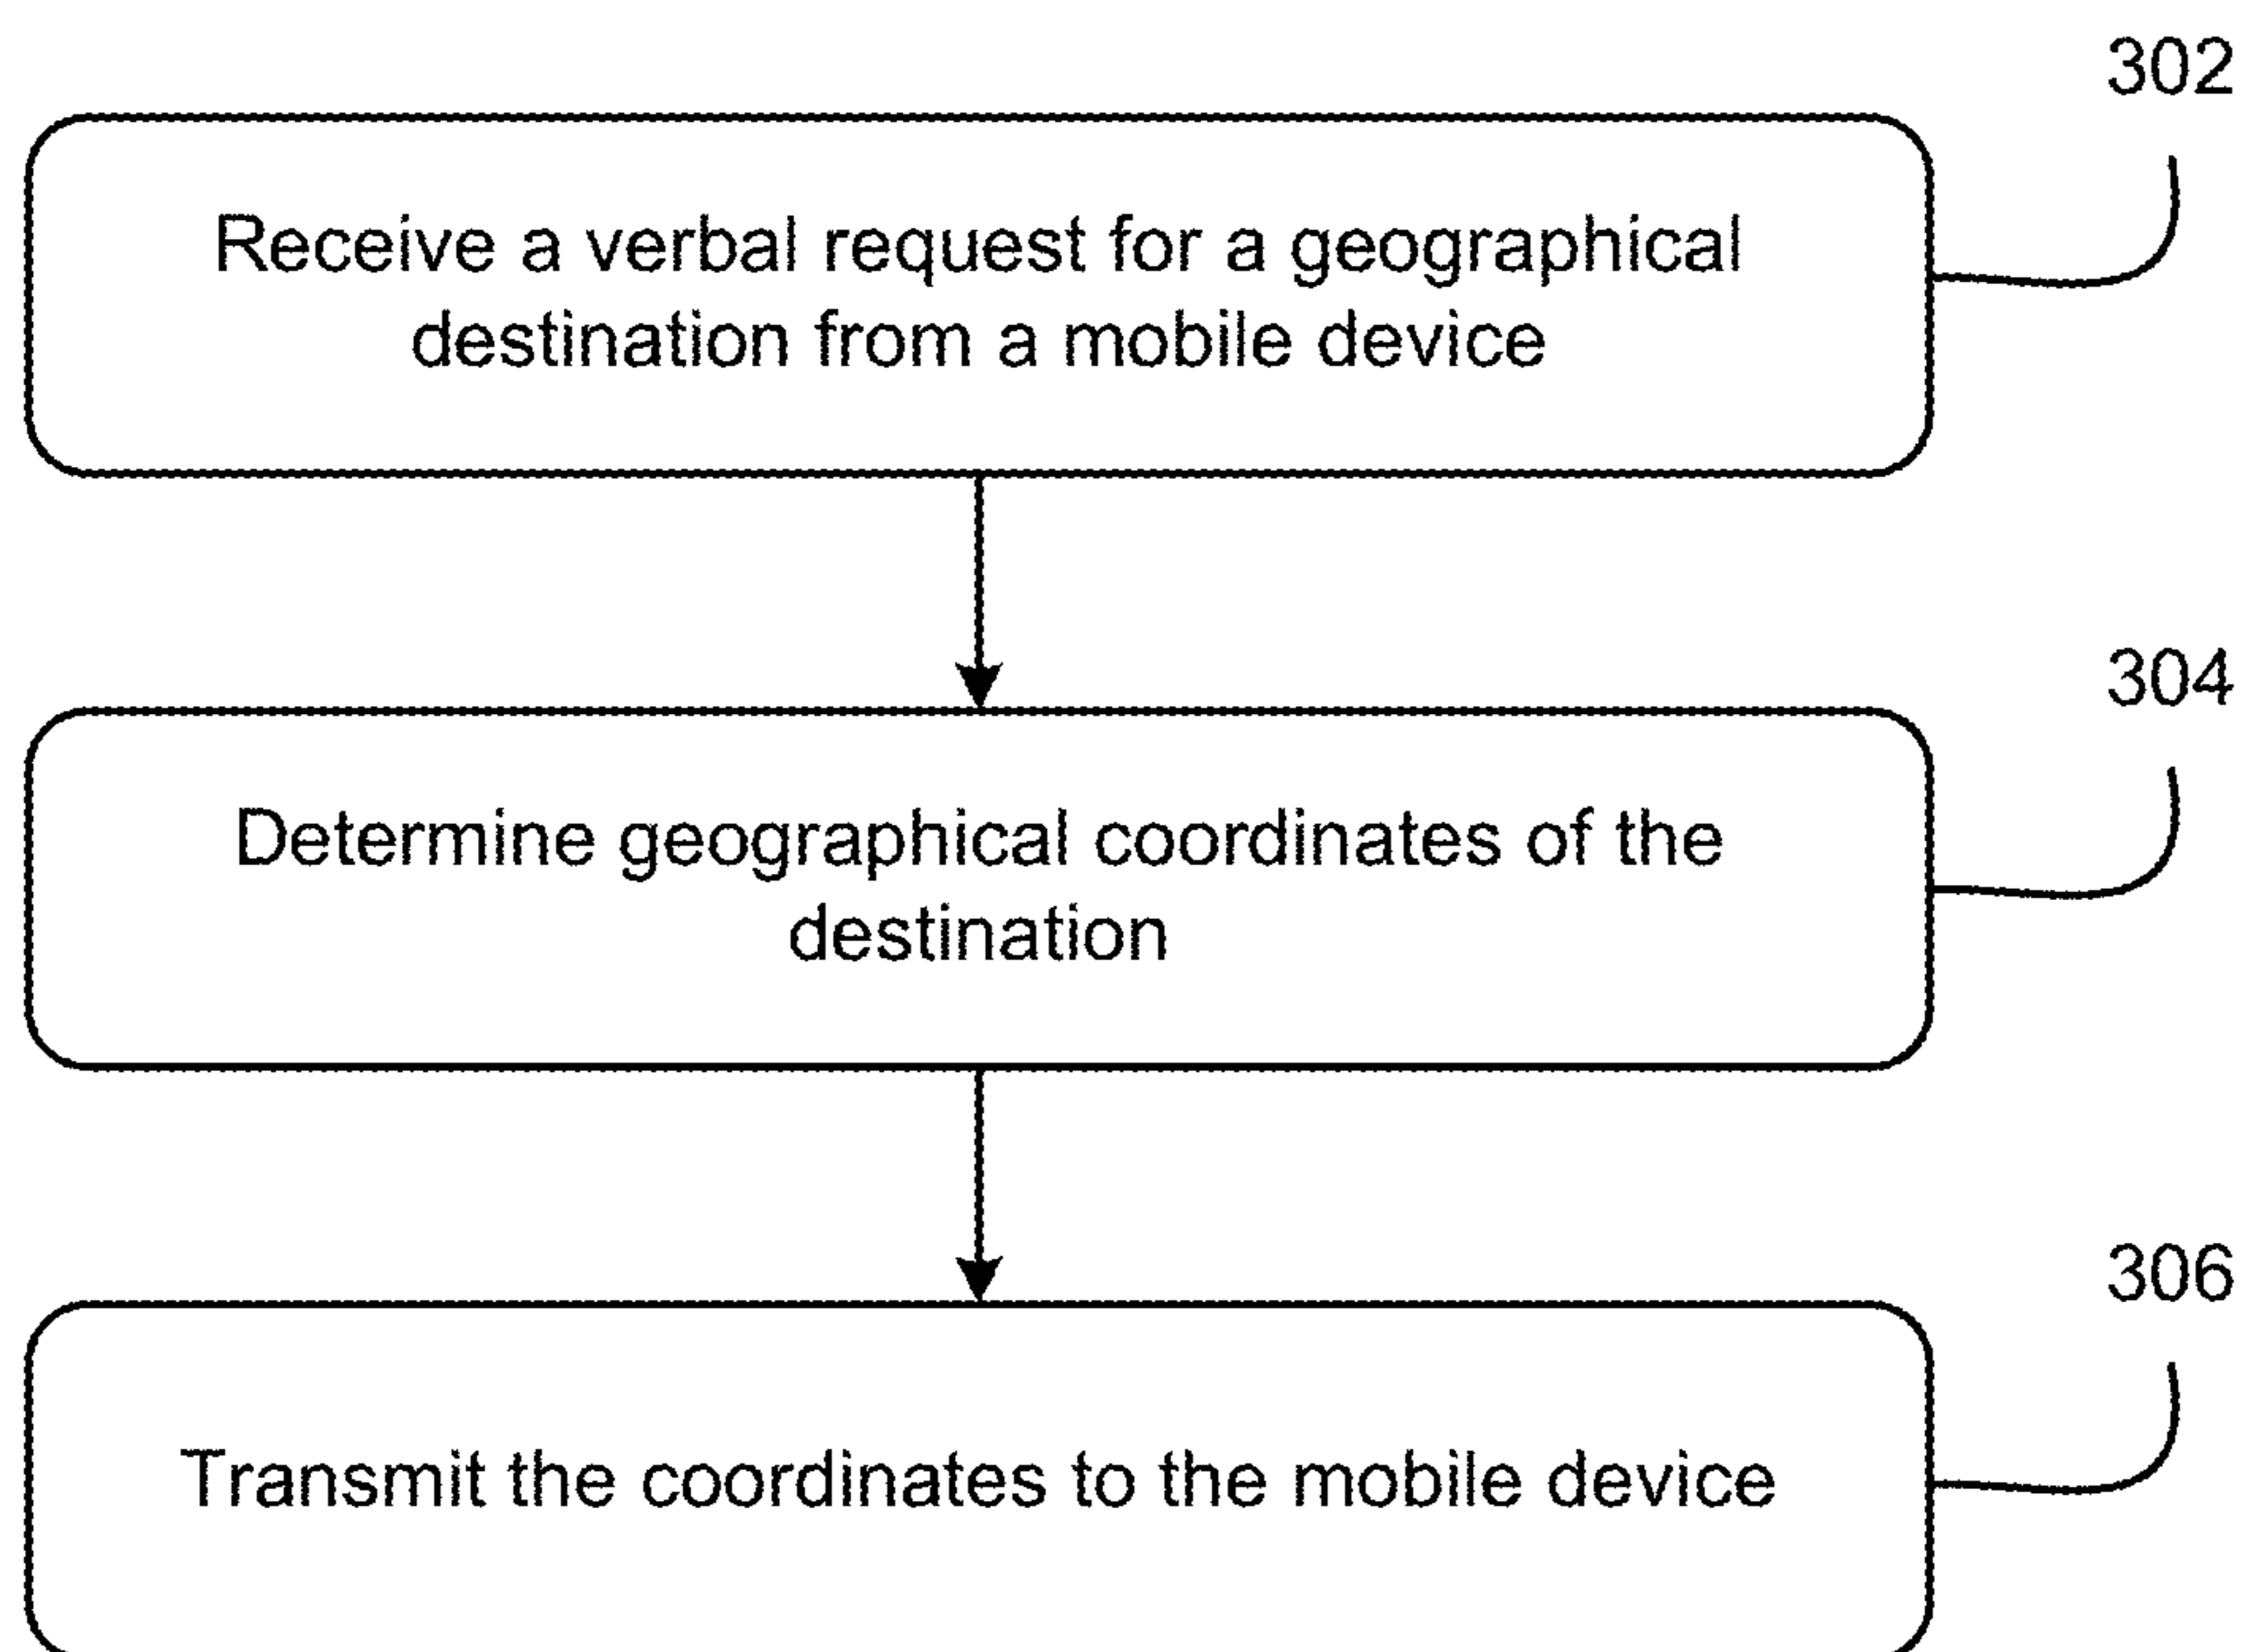 302
Receive a verbal request for a geographical
destination from a mobile device
304
Determine geographical coordinates of the
destination
306
Transmit the coordinates to the mobile device